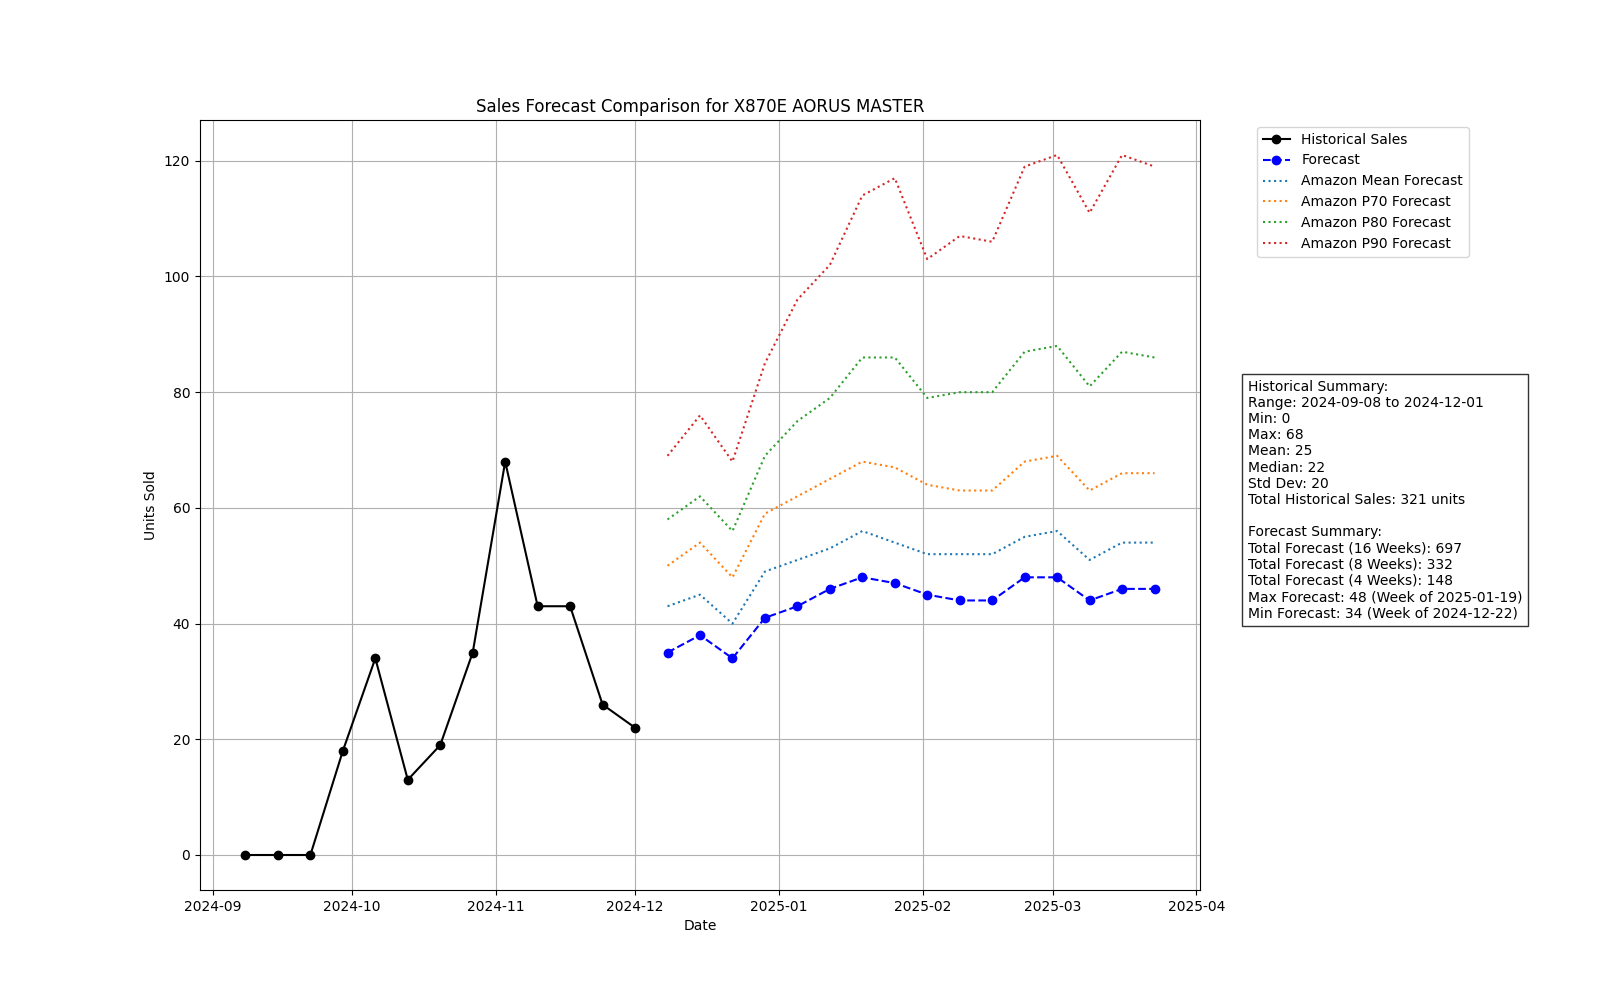 Sales Forecast Comparison for X870E AORUS MASTER
Historical Sales
Forecast
Amazon Mean Forecast
Amazon P70 Forecast
Amazon P80 Forecast
Amazon P90 Forecast
120
100
80
60
40
20
0
Units Sold
2024-09 2024-10 2024-11 2024-12 2025-01 2025-02 2025-03 2025-04
Date
Historical Summary:
Range: 2024-09-08 to 2024-12-01
Min: 0
Max: 68
Mean: 25
Median: 22
Std Dev: 20
Total Historical Sales: 321 units
Forecast Summary:
Total Forecast (16 Weeks): 697
Total Forecast (8 Weeks): 332
Total Forecast (4 Weeks): 148
Max Forecast: 48 (Week of 2025-01-19)
Min Forecast: 34 (Week of 2024-12-22)